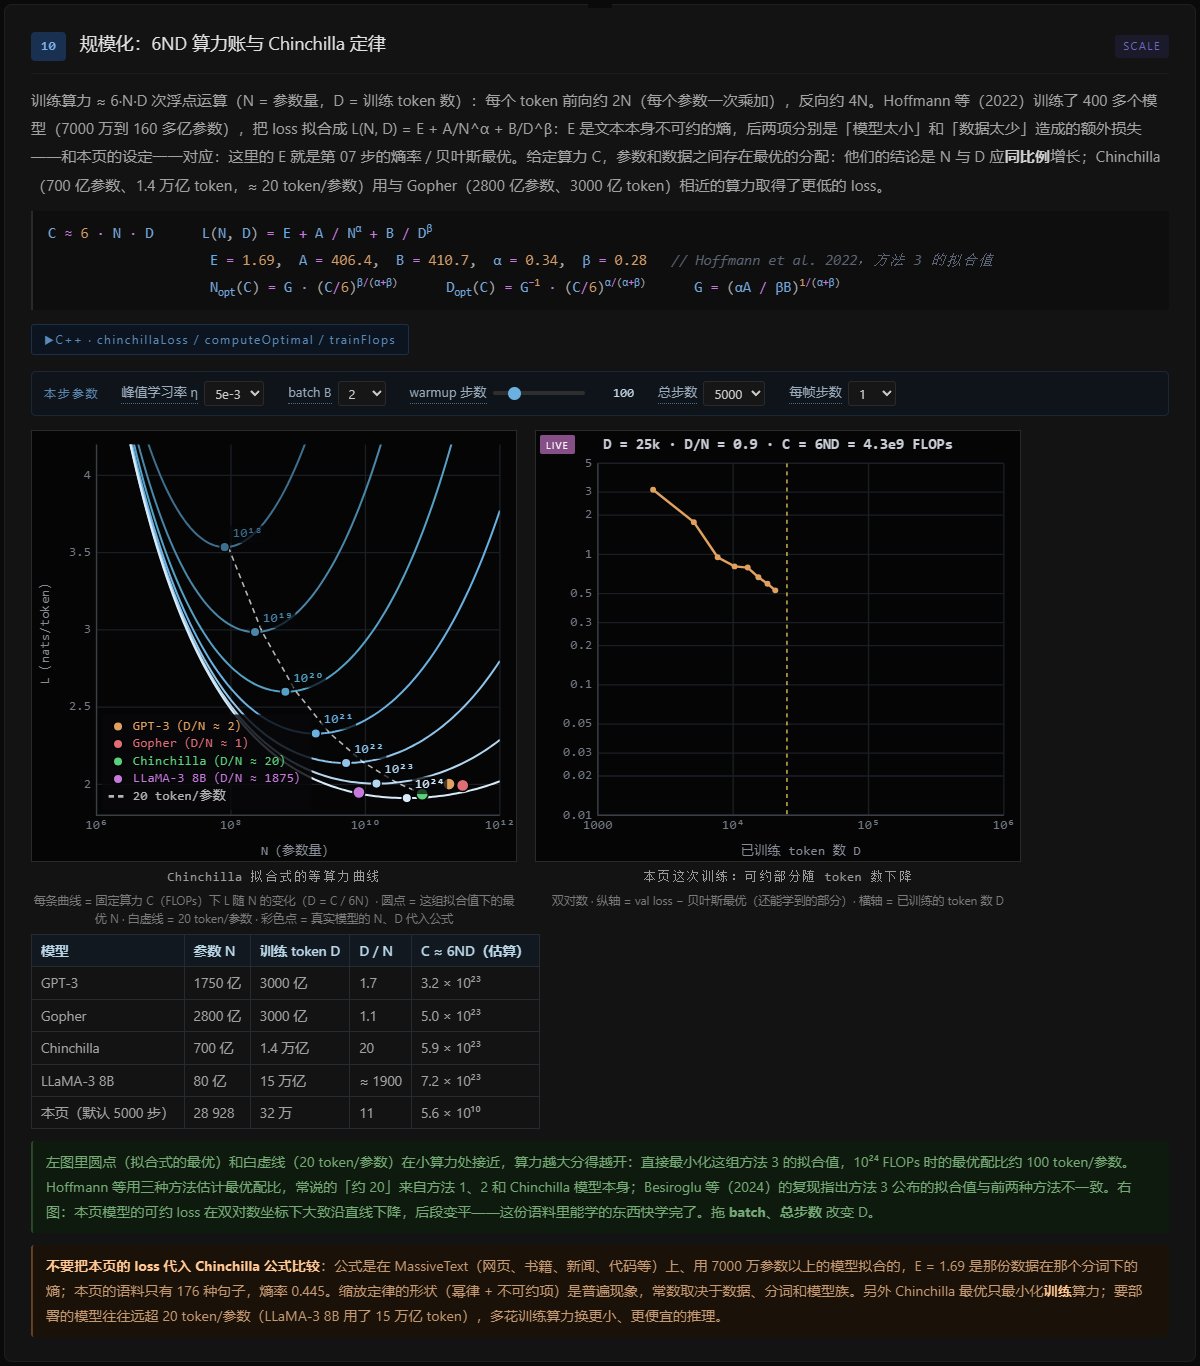 10 规模化：6ND 算力账与 Chinchilla 定律 SCALE
训练算力 ≈ 6·N·D 次浮点运算（N = 参数量，D = 训练 token 数）：每个 token 前向约 2N（每个参数一次乘加），反向约 4N。Hoffmann 等（2022）训练了 400 多个模
型（7000 万到 160 多亿参数），把 loss 拟合成 L(N, D) = E + A/N^α + B/D^β：E 是文本本身不可约的熵，后两项分别是「模型太小」和「数据太少」造成的额外损失
——和本页的设定一一对应：这里的 E 就是第 07 步的熵率 / 贝叶斯最优。给定算力 C，参数和数据之间存在最优的分配：他们的结论是 N 与 D 应同比例增长；Chinchilla
（700 亿参数、1.4 万亿 token，≈ 20 token/参数）用与 Gopher（2800 亿参数、3000 亿 token）相近的算力取得了更低的 loss。
C ≈ 6 · N · D L(N, D) = E + A / N^α + B / D^β
E = 1.69, A = 406.4, B = 410.7, α = 0.34, β = 0.28 // Hoffmann et al. 2022，方法 3 的拟合值
N_opt(C) = G · (C/6)^β/(α+β) D_opt(C) = G⁻¹ · (C/6)^α/(α+β) G = (αA / βB)^1/(α+β)
▶C++ · chinchillaLoss / computeOptimal / trainFlops
本步参数 峰值学习率 η 5e-3 batch B 2 warmup 步数 100 总步数 5000 每帧步数 1
4
3.5
3
2.5
2
L (nats/token)
10¹⁸
10¹⁹
10²⁰
10²¹
10²²
10²³
10²⁴
GPT-3 (D/N ≈ 2)
Gopher (D/N ≈ 1)
Chinchilla (D/N ≈ 20)
LLaMA-3 8B (D/N ≈ 1875)
20 token/参数
10⁶ 10⁸ 10¹⁰ 10¹²
N (参数量)
LIVE D = 25k · D/N = 0.9 · C = 6ND = 4.3e9 FLOPs
5
3
2
1
0.5
0.3
0.2
0.1
0.05
0.03
0.02
0.01
1000 10⁴ 10⁵ 10⁶
已训练 token 数 D
Chinchilla 拟合式的等算力曲线
每条曲线 = 固定算力 C（FLOPs）下 L 随 N 的变化（D = C / 6N）· 圆点 = 这组拟合值下的最
优 N · 白虚线 = 20 token/参数 · 彩色点 = 真实模型的 N、D 代入公式
本页这次训练：可约部分随 token 数下降
双对数 · 纵轴 = val loss − 贝叶斯最优（还能学到的部分）· 横轴 = 已训练的 token 数 D
模型 参数 N 训练 token D D / N C ≈ 6ND（估算）
GPT-3 1750 亿 3000 亿 1.7 3.2 × 10²³
Gopher 2800 亿 3000 亿 1.1 5.0 × 10²³
Chinchilla 700 亿 1.4 万亿 20 5.9 × 10²³
LLaMA-3 8B 80 亿 15 万亿 ≈ 1900 7.2 × 10²³
本页（默认 5000 步） 28 928 32 万 11 5.6 × 10¹⁰
左图里圆点（拟合式的最优）和白虚线（20 token/参数）在小算力处接近，算力越大分得越开：直接最小化这组方法 3 的拟合值，10²⁴ FLOPs 时的最优配比约 100 token/参数。
Hoffmann 等用三种方法估计最优配比，常说的「约 20」来自方法 1、2 和 Chinchilla 模型本身；Besiroglu 等（2024）的复现指出方法 3 公布的拟合值与前两种方法不一致。右
图：本页模型的可约 loss 在双对数坐标下大致沿直线下降，后段变平——这份语料里能学的东西快学完了。拖 batch、总步数 改变 D。
不要把本页的 loss 代入 Chinchilla 公式比较：公式是在 MassiveText（网页、书籍、新闻、代码等）上、用 7000 万参数以上的模型拟合的，E = 1.69 是那份数据在那个分词下的
熵；本页的语料只有 176 种句子，熵率 0.445。缩放定律的形状（幂律 + 不可约项）是普遍现象，常数取决于数据、分词和模型族。另外 Chinchilla 最优只最小化训练算力；要部
署的模型往往远超 20 token/参数（LLaMA-3 8B 用了 15 万亿 token），多花训练算力换更小、更便宜的推理。